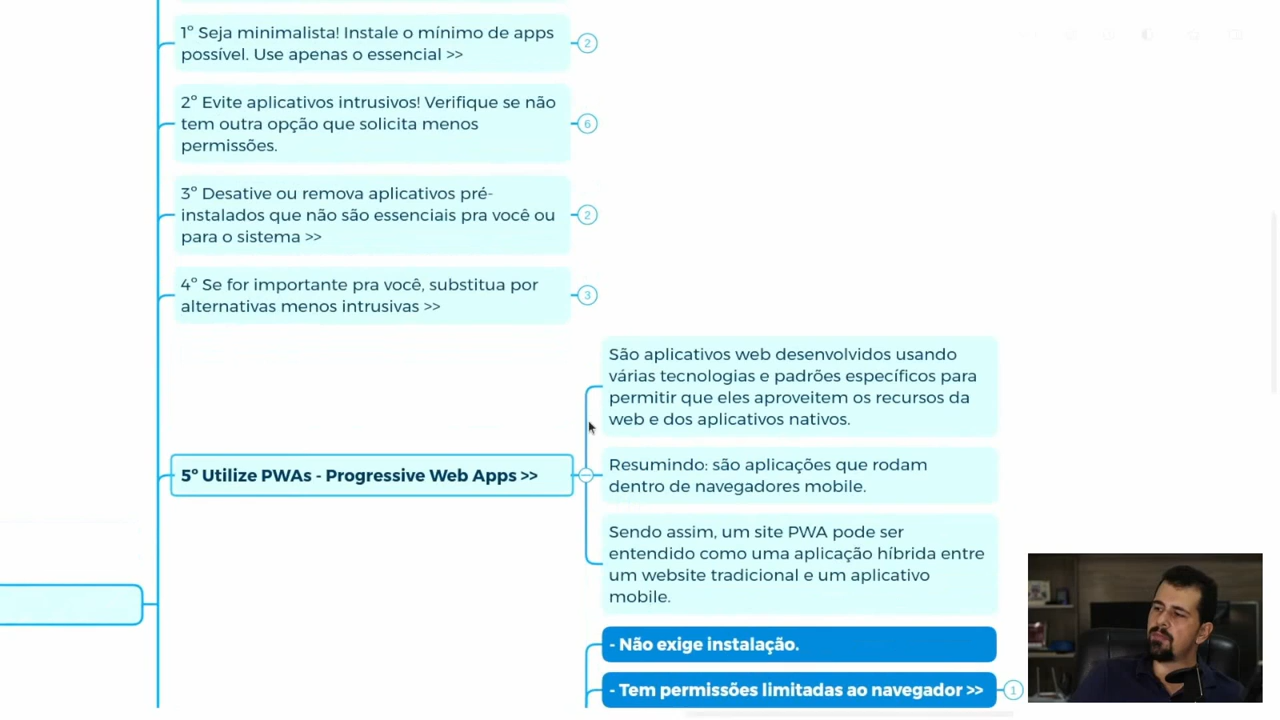 1º Seja minimalista! Instale o mínimo de apps
possível. Use apenas o essencial >>
2
2º Evite aplicativos intrusivos! Verifique se não
tem outra opção que solicita menos
permissões.
6
3º Desative ou remova aplicativos pré-
instalados que não são essenciais pra você ou
para o sistema >>
2
4º Se for importante pra você, substitua por
alternativas menos intrusivas >>
3
5º Utilize PWAs - Progressive Web Apps >>
São aplicativos web desenvolvidos usando
várias tecnologias e padrões específicos para
permitir que eles aproveitem os recursos da
web e dos aplicativos nativos.
Resumindo: são aplicações que rodam
dentro de navegadores mobile.
Sendo assim, um site PWA pode ser
entendido como uma aplicação híbrida entre
um website tradicional e um aplicativo
mobile.
- Não exige instalação.
- Tem permissões limitadas ao navegador >>
1